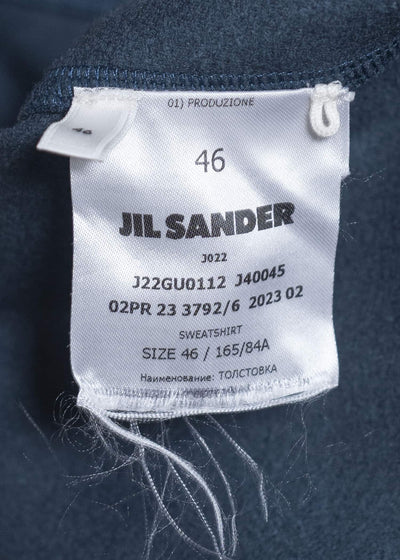 01) PRODUZIONE
46
46
JIL SANDER
J022
J22GU0112 J40045
02PR 23 3792/6 2023 02
SWEATSHIRT
SIZE 46 / 165/84A
Наименование: ТОЛСТОВКА